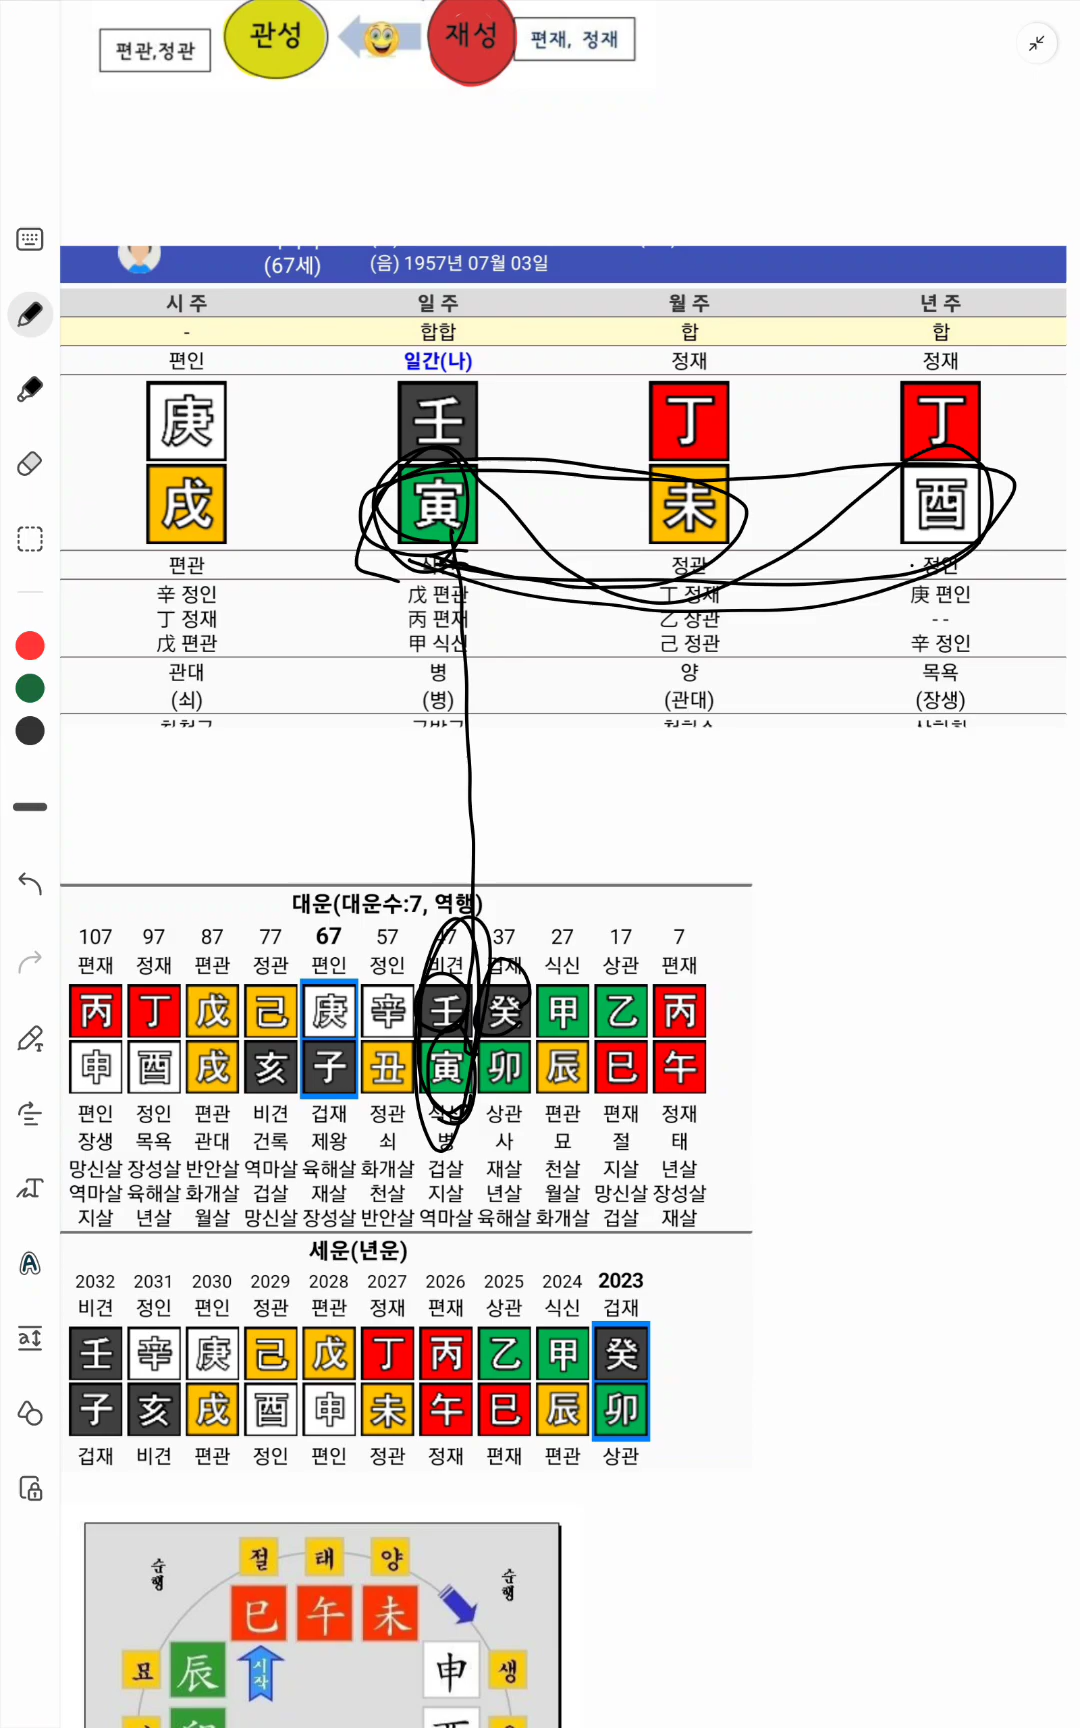 관성
재성
편관,정관
편재, 정재
(67세) (음) 1957년 07월 03일
시주 일주 월주 년주
- 합합 합 합
편인 일간(나) 정재 정재
庚 壬 丁 丁
戌 寅 未 酉
편관 정관 정인
辛 정인 戊 편관 丁 정재 庚 편인
丁 정재 丙 편재 乙 상관 - -
戊 편관 甲 식신 己 정관 辛 정인
관대 병 양 목욕
(쇠) (병) (관대) (장생)
대운(대운수:7, 역행)
107 97 87 77 67 57 47 37 27 17 7
편재 정재 편관 정관 편인 정인 비견 겁재 식신 상관 편재
丙 丁 戊 己 庚 辛 壬 癸 甲 乙 丙
申 酉 戌 亥 子 丑 寅 卯 辰 巳 午
편인 정인 편관 비견 겁재 정관 식신 상관 편관 편재 정재
장생 목욕 관대 건록 제왕 쇠 병 사 묘 절 태
망신살 장성살 반안살 역마살 육해살 화개살 겁살 재살 천살 지살 년살
역마살 육해살 화개살 겁살 재살 천살 지살 년살 월살 망신살 장성살
지살 년살 월살 망신살 장성살 반안살 역마살 육해살 화개살 겁살 재살
세운(년운)
2032 2031 2030 2029 2028 2027 2026 2025 2024 2023
비견 정인 편인 정관 편관 정재 편재 상관 식신 겁재
壬 辛 庚 己 戊 丁 丙 乙 甲 癸
子 亥 戌 酉 申 未 午 巳 辰 卯
겁재 비견 편관 정인 편인 정관 정재 편재 편관 상관
절 태 양
순행 순행
巳 午 未
묘 辰 시작 申 생